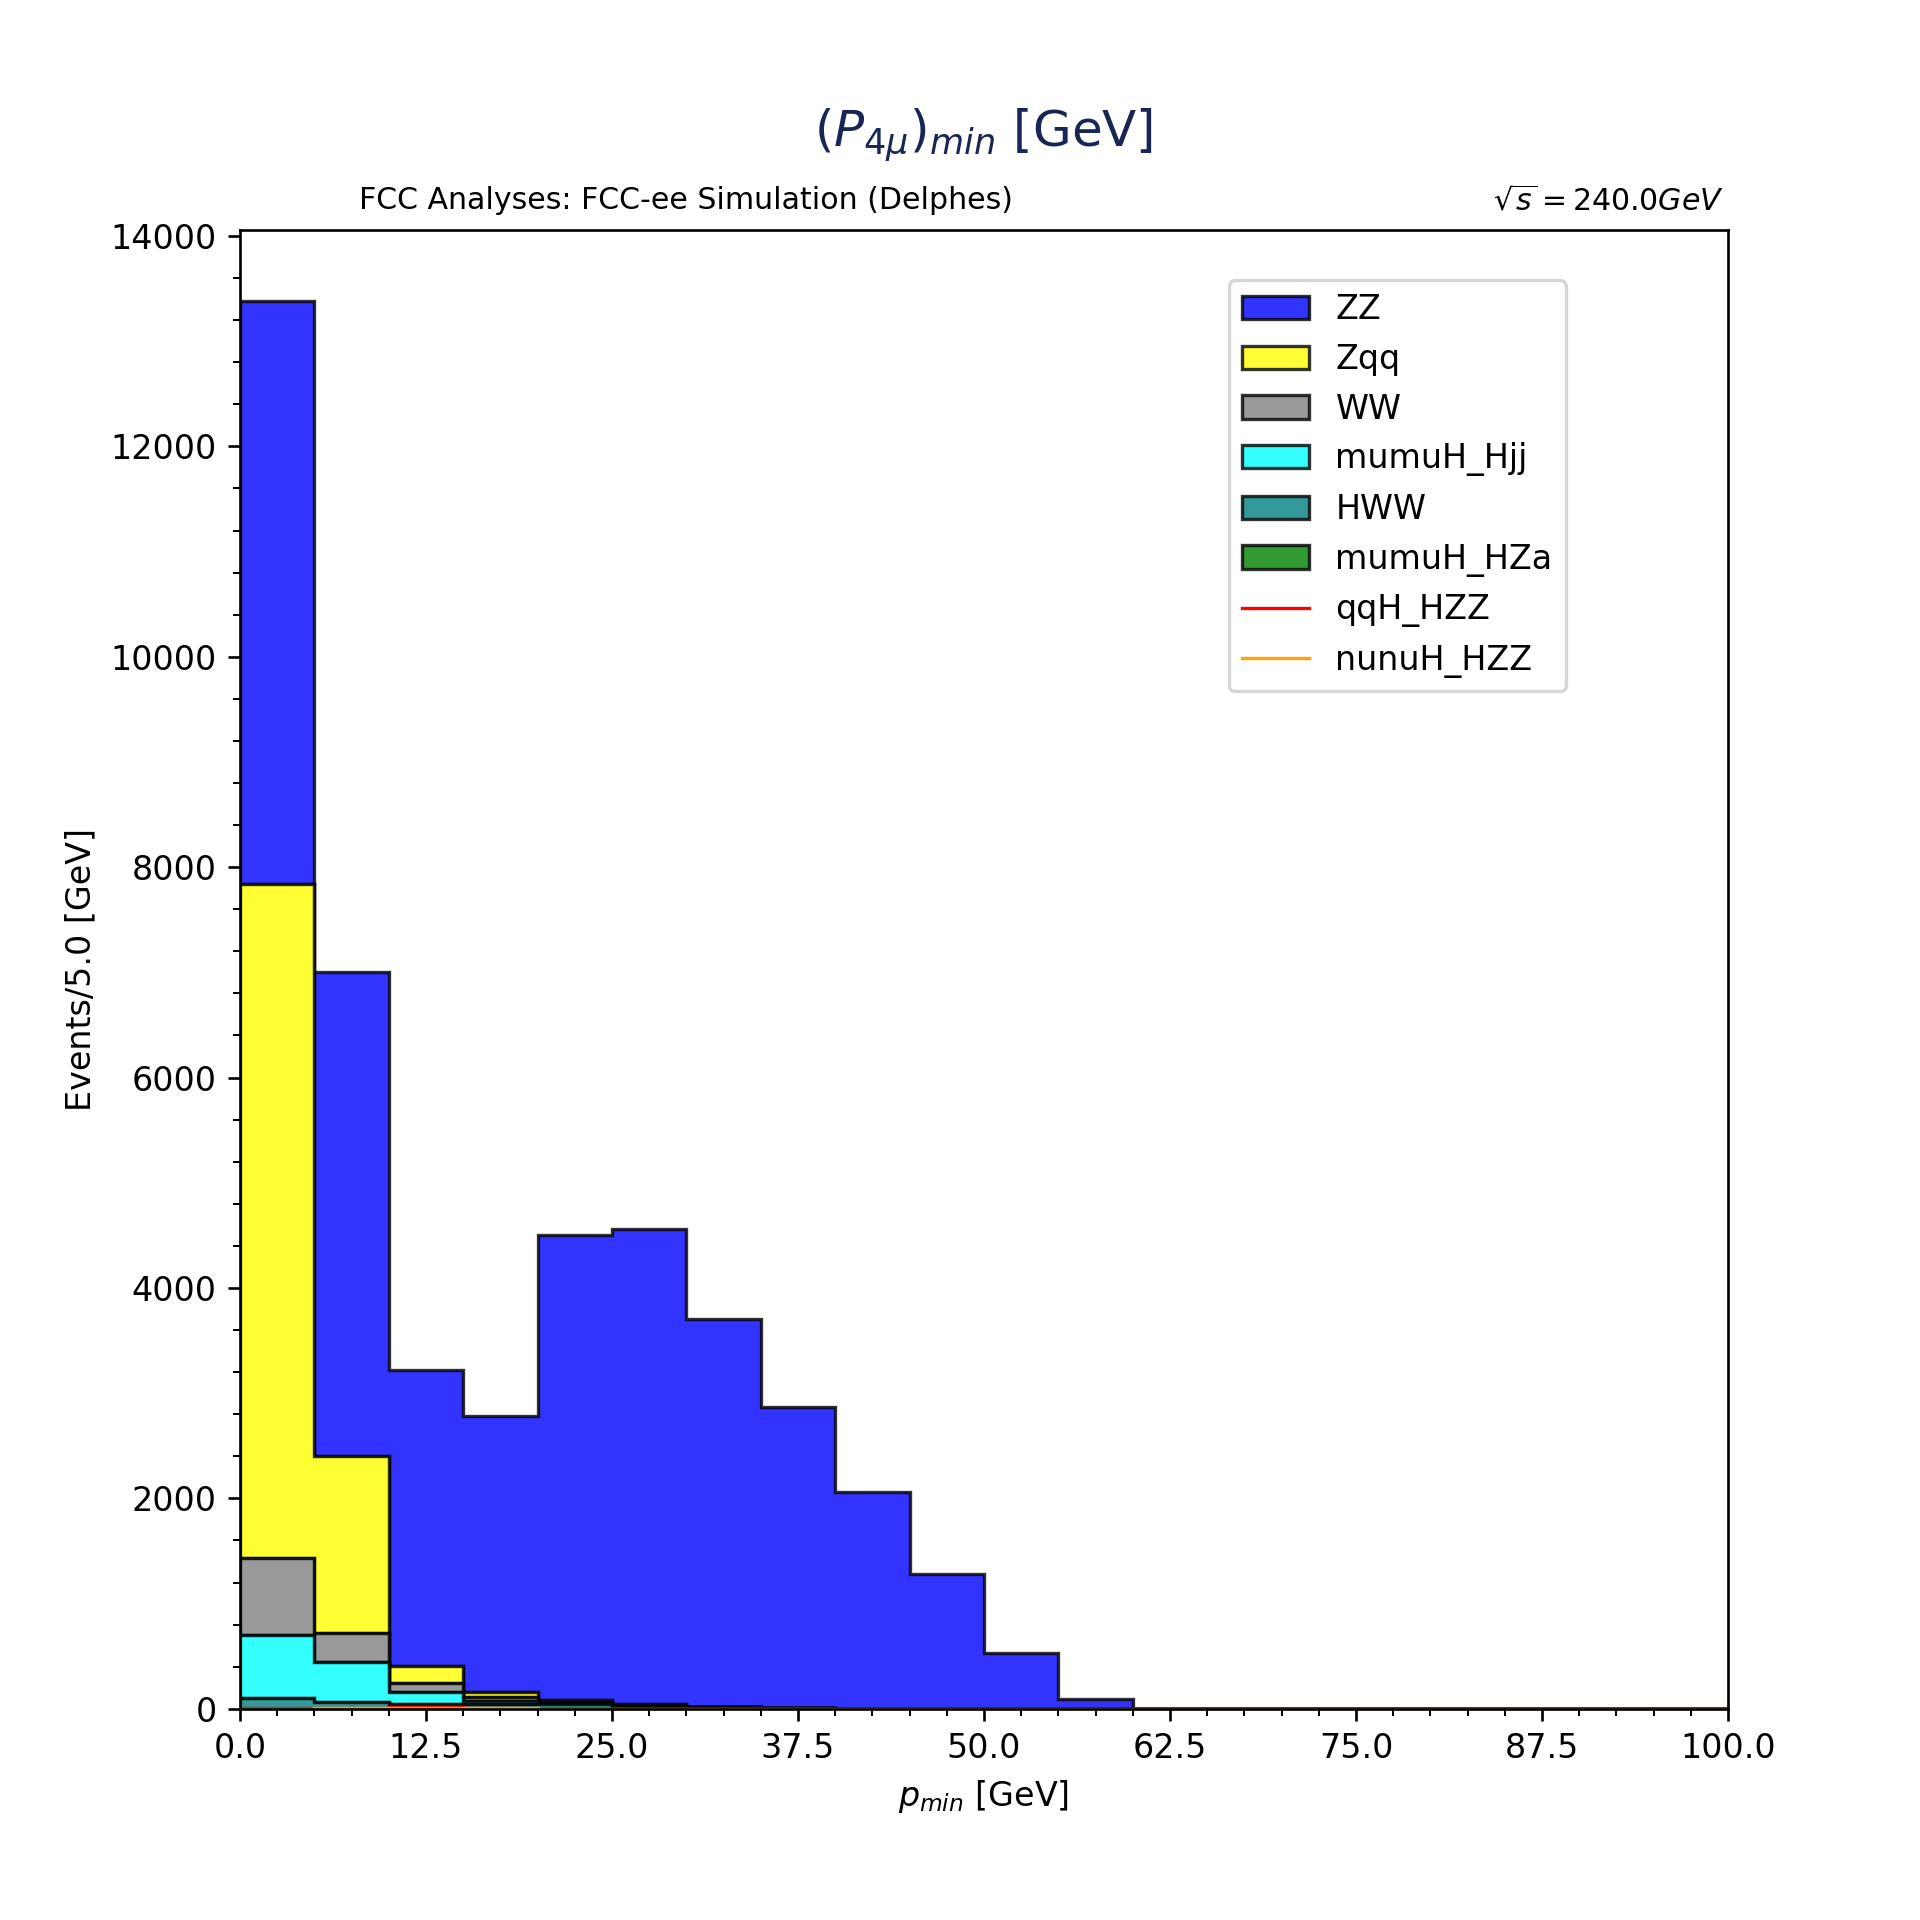 (P4μ)min [GeV]
FCC Analyses: FCC-ee Simulation (Delphes)
√s = 240.0GeV
14000
12000
10000
8000
6000
4000
2000
0
Events/5.0 [GeV]
ZZ
Zqq
WW
mumuH_Hjj
HWW
mumuH_HZa
qqH_HZZ
nunuH_HZZ
0.0 12.5 25.0 37.5 50.0 62.5 75.0 87.5 100.0
pmin [GeV]